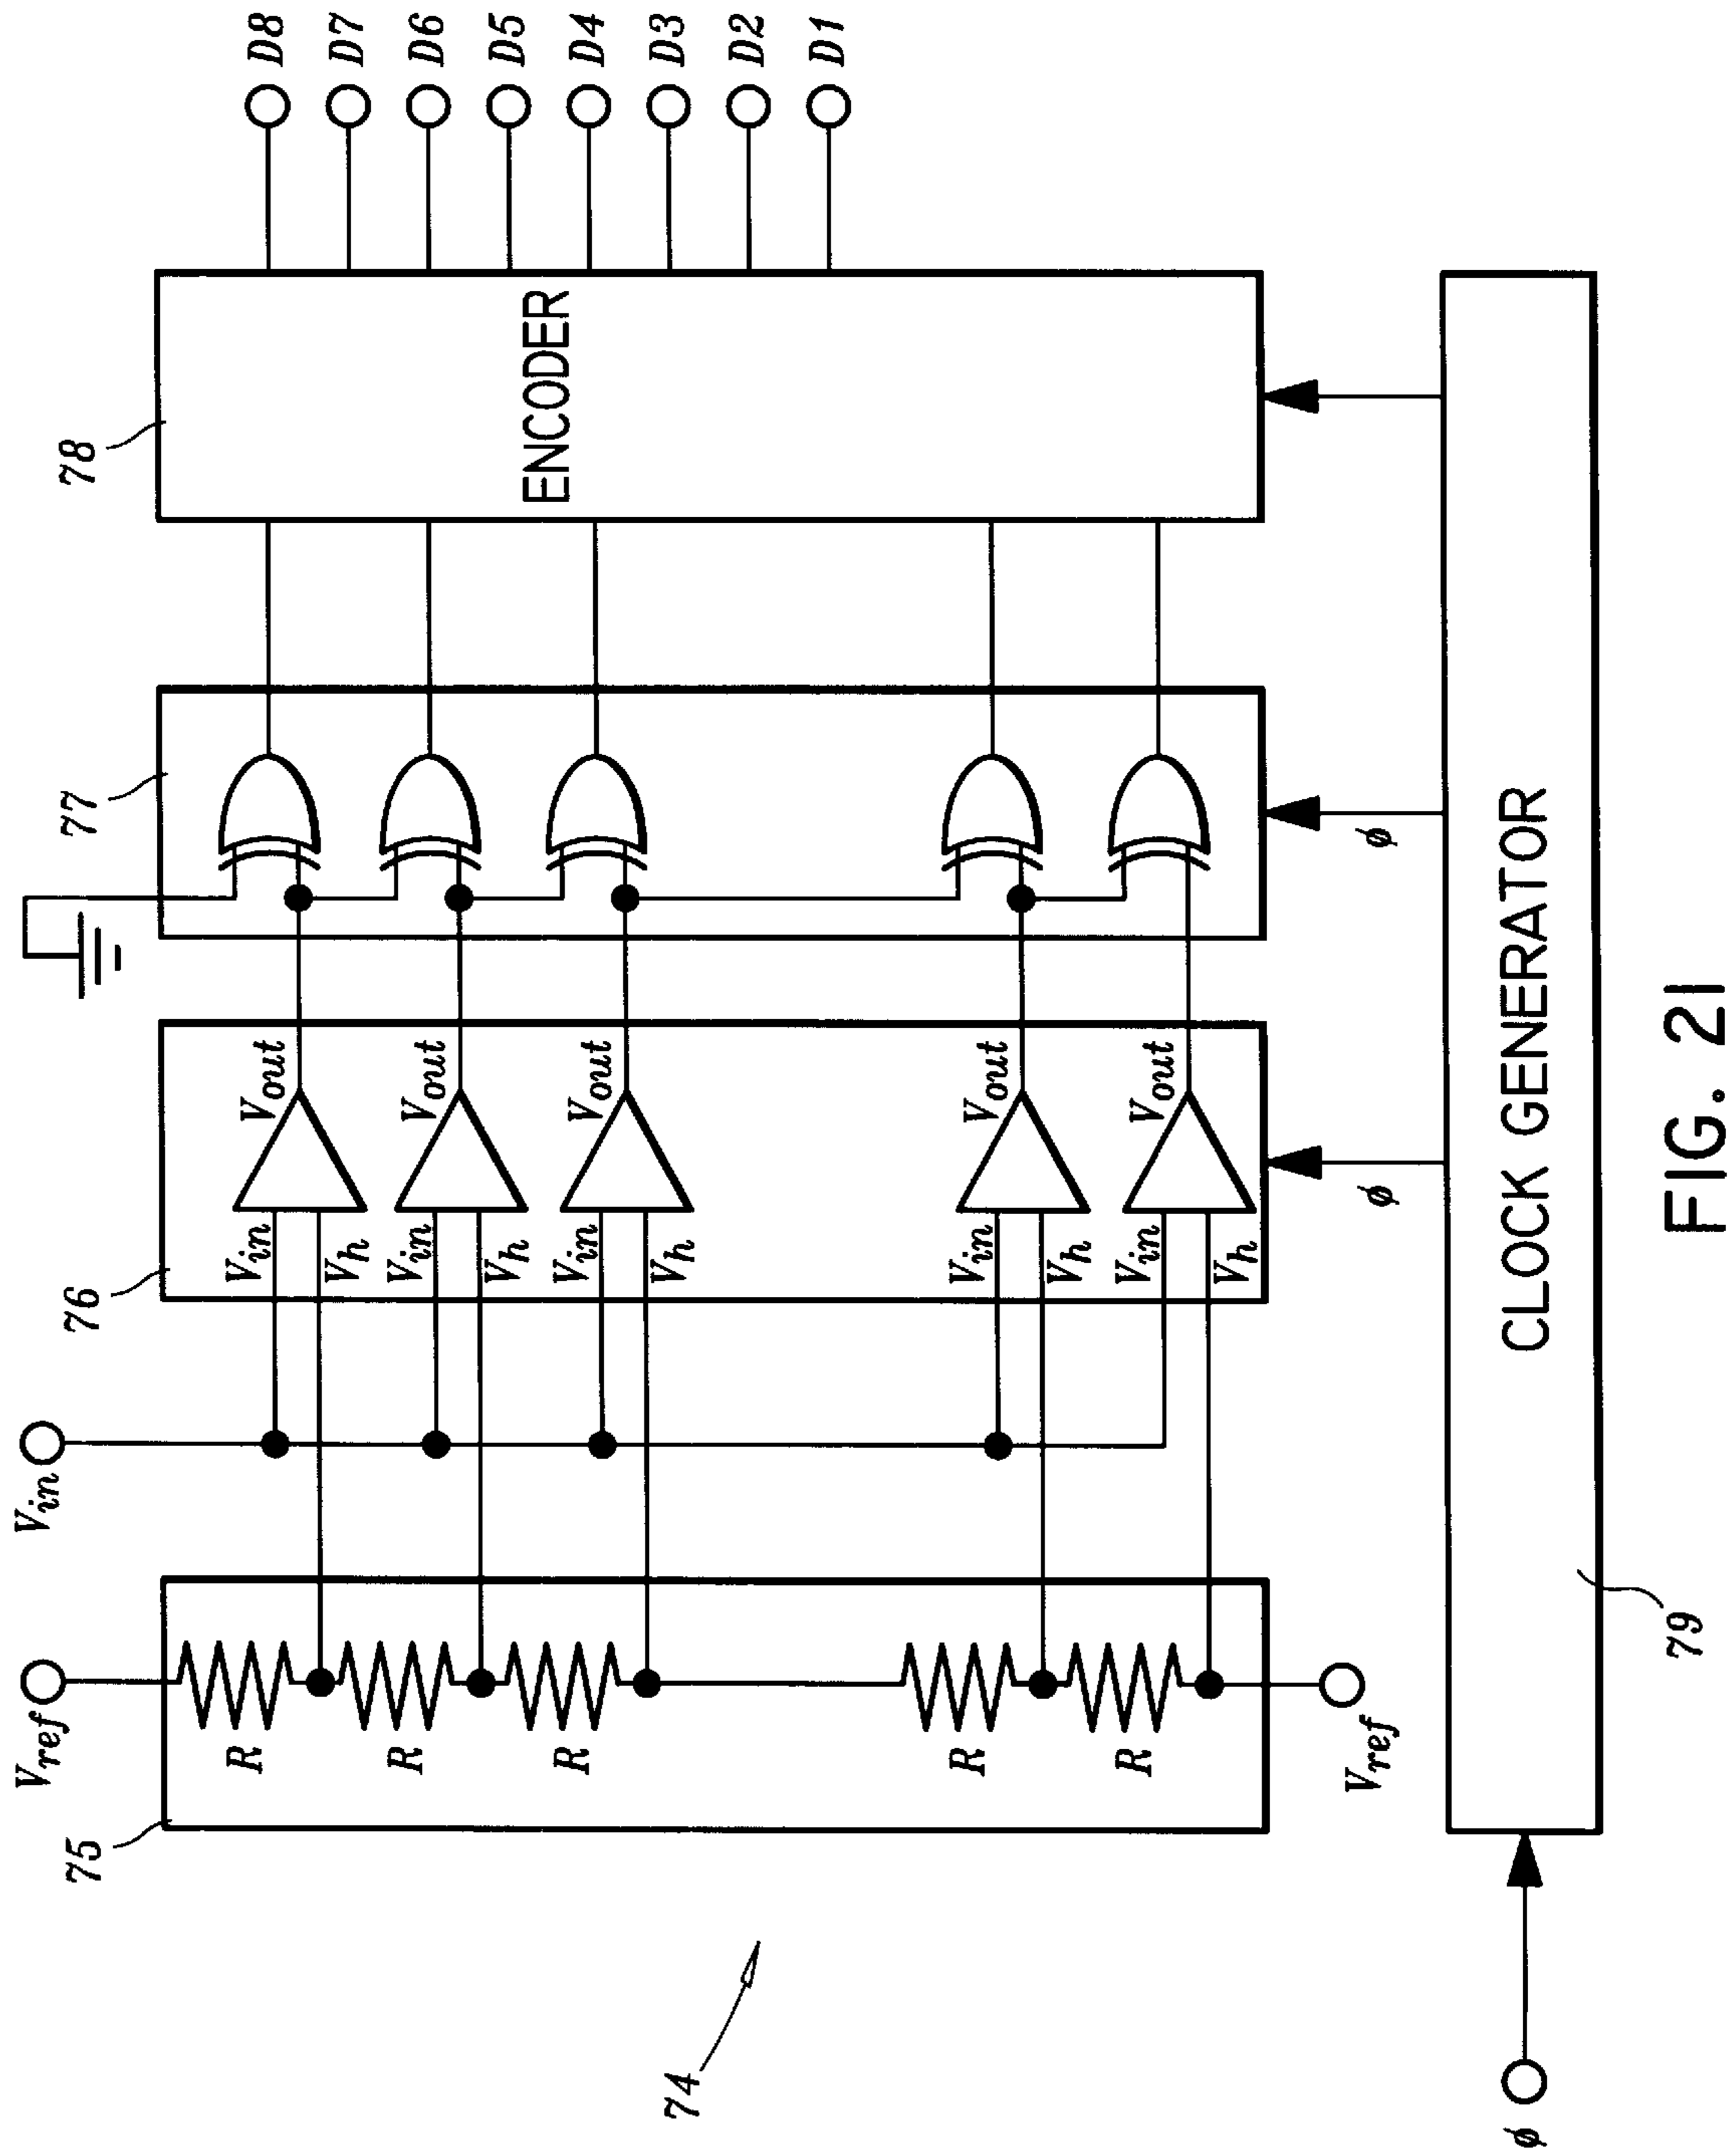 74
75
Vref
R
R
R
R
R
Vref
Vin
76
Vin
Vh
Vout
Vin
Vh
Vout
Vin
Vh
Vout
Vin
Vh
Vout
Vin
Vh
Vout
77
78
ENCODER
D8
D7
D6
D5
D4
D3
D2
D1
ϕ
ϕ
ϕ
CLOCK GENERATOR
79
FIG. 21